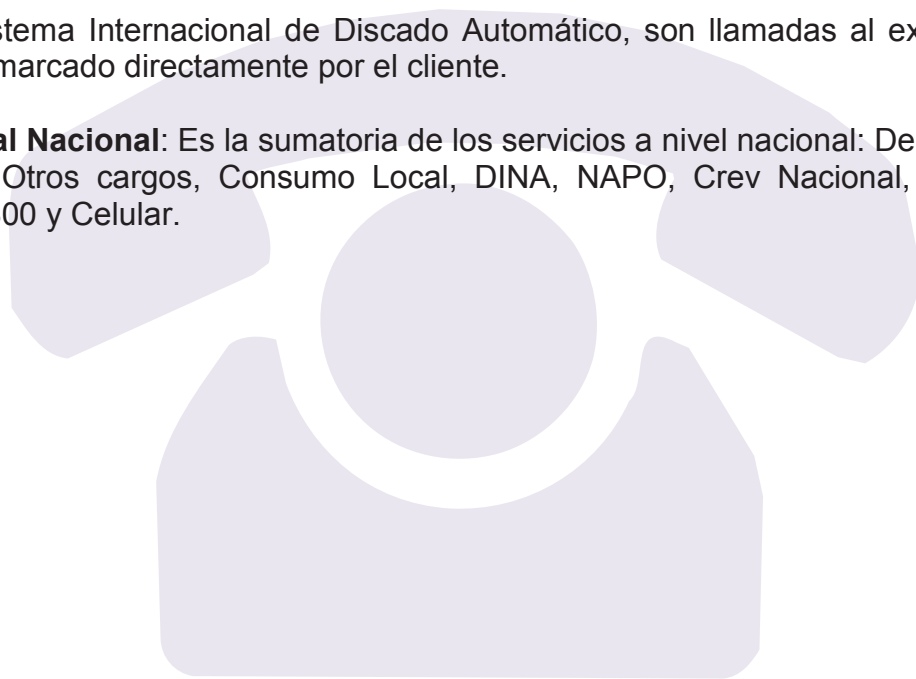 stema Internacional de Discado Automático, son llamadas al ex
marcado directamente por el cliente.
al Nacional: Es la sumatoria de los servicios a nivel nacional: De
Otros cargos, Consumo Local, DINA, NAPO, Crev Nacional,
00 y Celular.